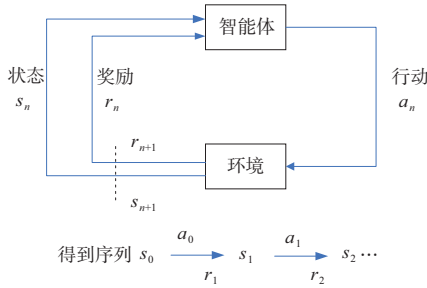 智能体
状态
s_n
奖励
r_n
行动
a_n
r_{n+1}
环境
s_{n+1}
得到序列 s_0 a_0 r_1 s_1 a_1 r_2 s_2 ⋯